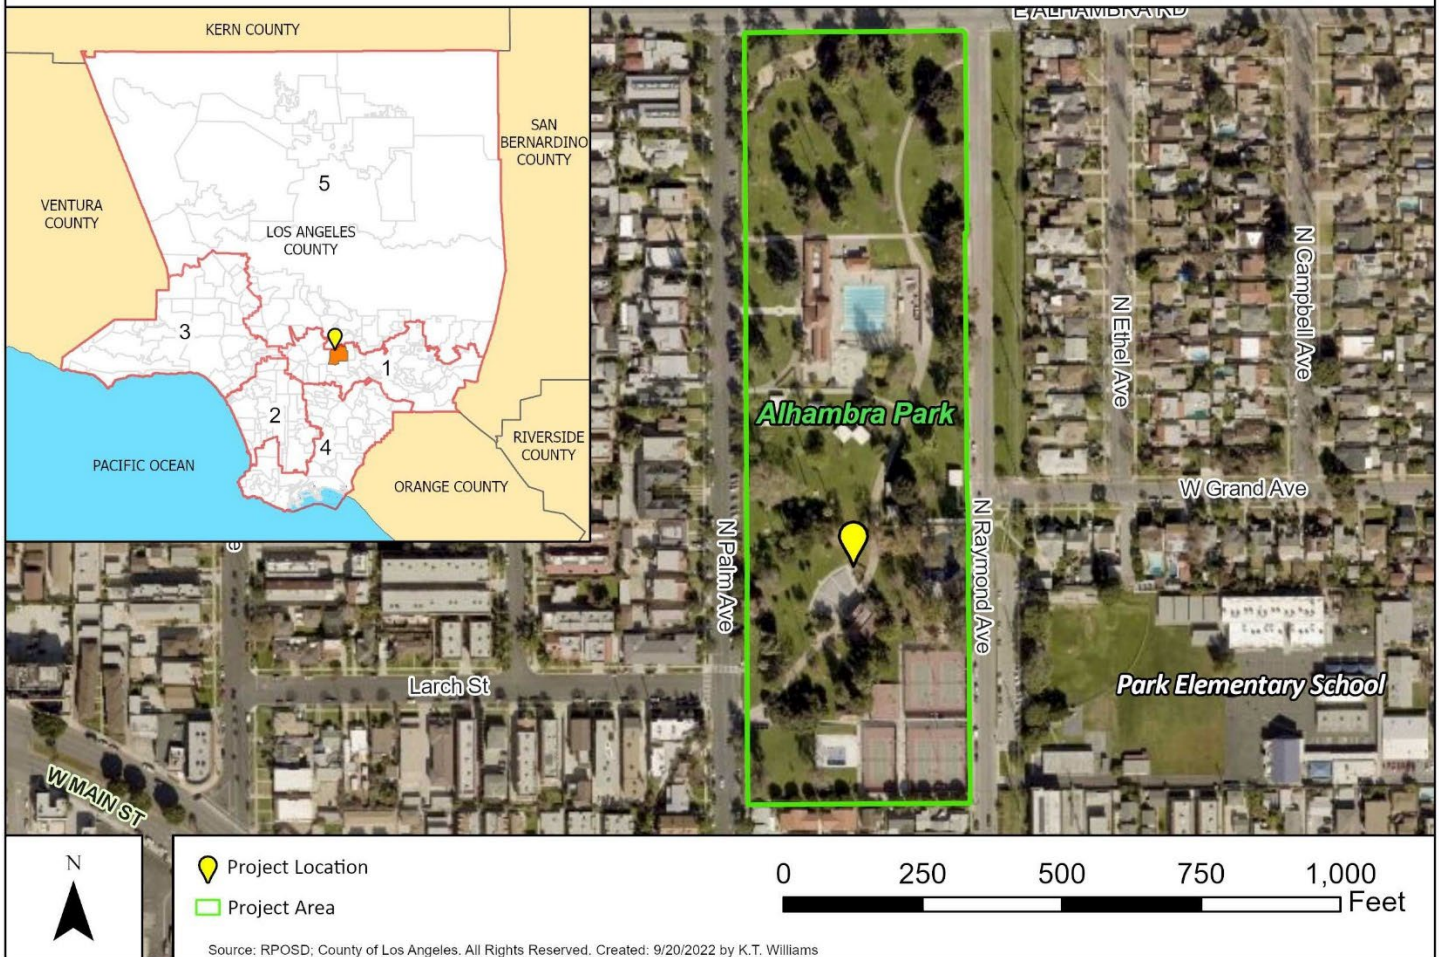 KERN COUNTY
SAN
BERNARDINO
COUNTY
5
VENTURA
COUNTY
LOS ANGELES
COUNTY
3
1
2
4
PACIFIC OCEAN
RIVERSIDE
COUNTY
ORANGE COUNTY
E ALHAMBRA RD
N Campbell Ave
N Ethel Ave
Alhambra Park
W Grand Ave
N Palm Ave
N Raymond Ave
Larch St
Park Elementary School
W MAIN ST
N
Project Location
Project Area
0 250 500 750 1,000
Feet
Source: RPOSD; County of Los Angeles. All Rights Reserved. Created: 9/20/2022 by K.T. Williams